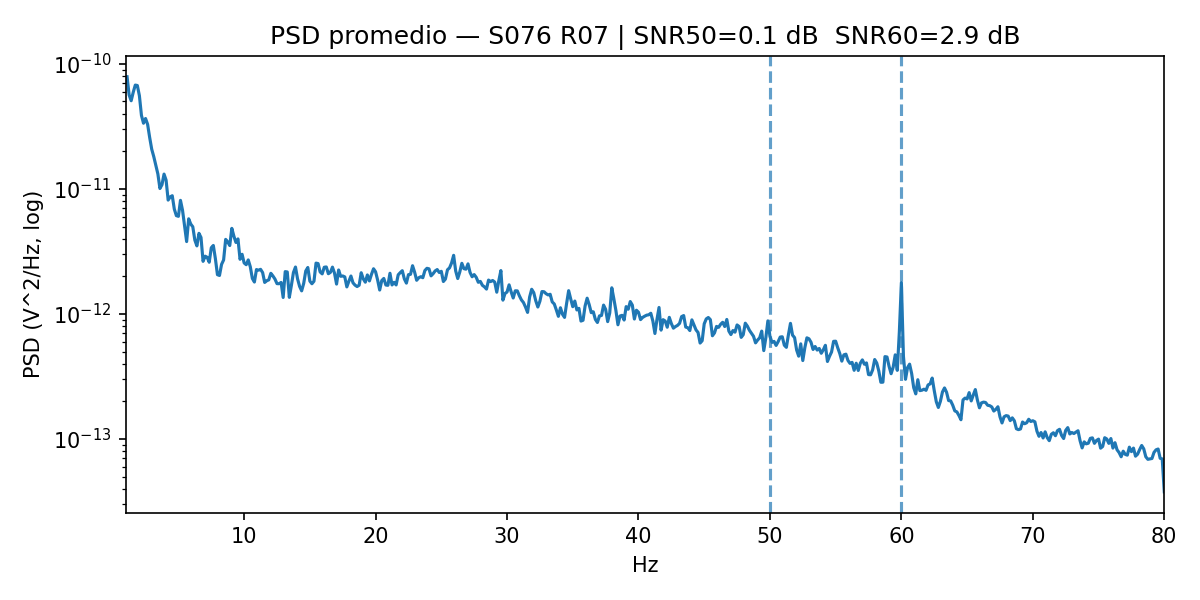 PSD promedio — S076 R07 | SNR50=0.1 dB  SNR60=2.9 dB
PSD (V^2/Hz, log)
10⁻¹⁰
10⁻¹¹
10⁻¹²
10⁻¹³
10 20 30 40 50 60 70 80
Hz